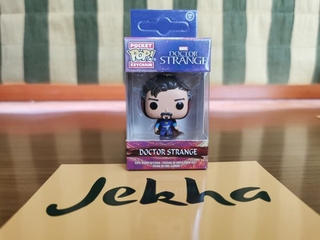 POCKET
POP!
KEYCHAIN
MARVEL
DOCTOR
STRANGE
DOCTOR STRANGE
Jekha